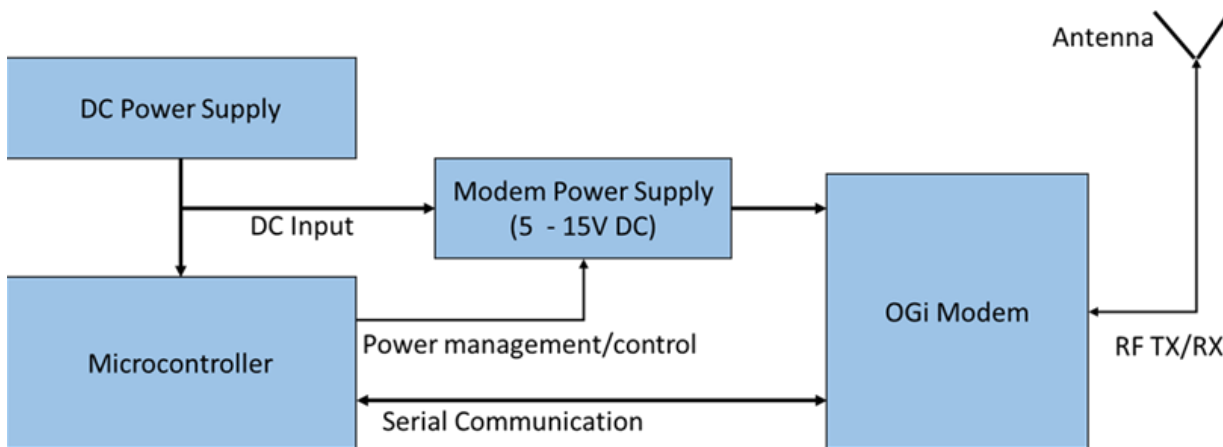 Antenna
DC Power Supply
Modem Power Supply
(5  - 15V DC)
DC Input
OGi Modem
Power management/control
RF TX/RX
Microcontroller
Serial Communication